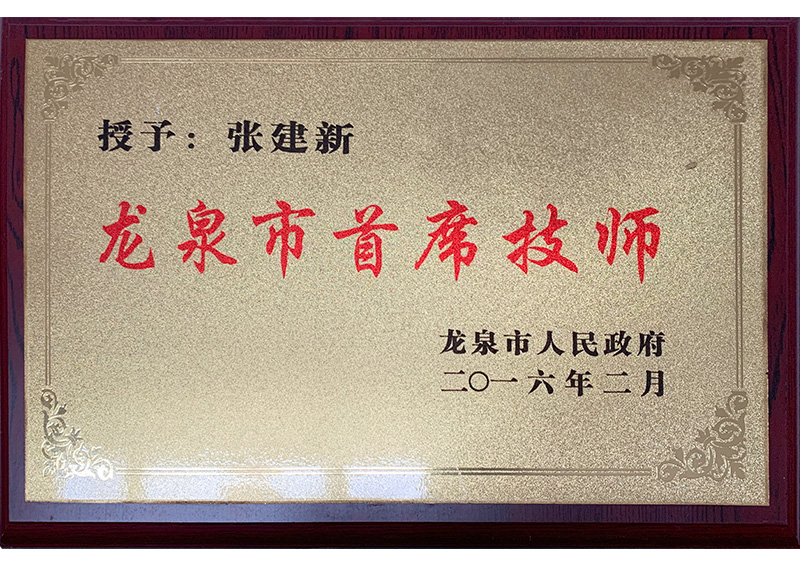 授予：张建新
龙泉市首席技师
龙泉市人民政府
二〇一六年二月